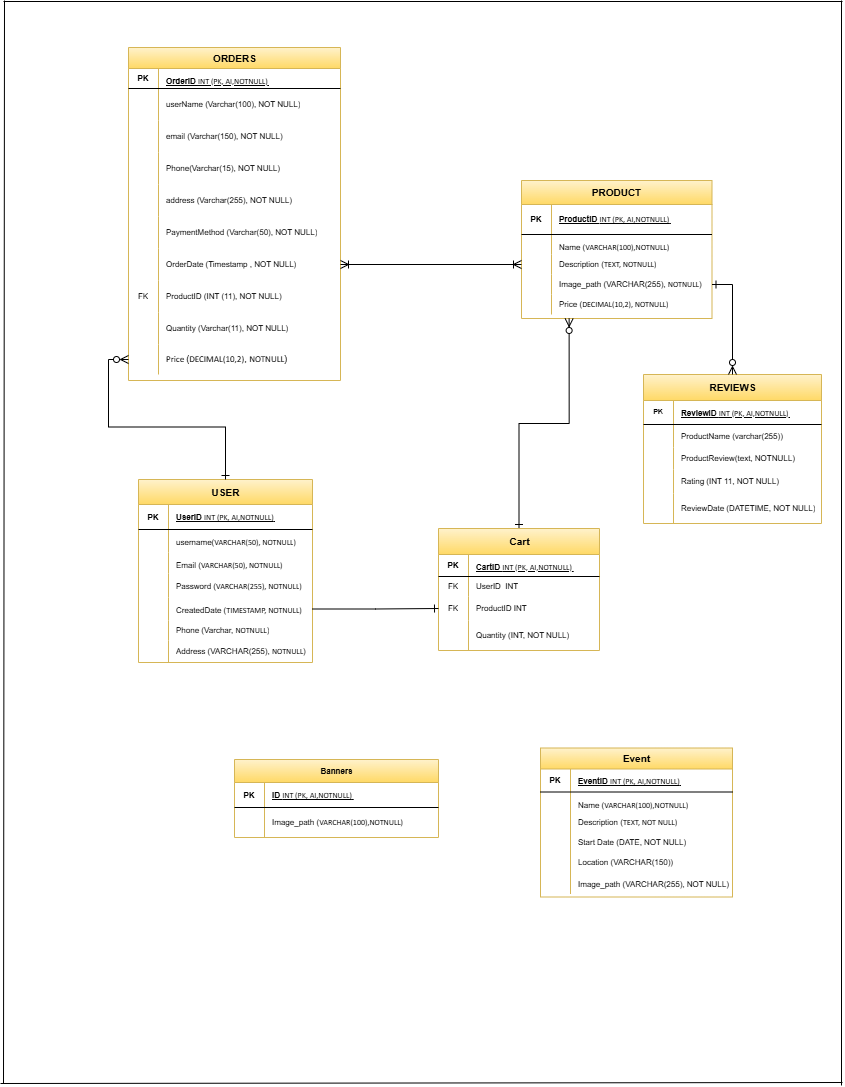 ORDERS
PK OrderID INT (PK, AI,NOTNULL)
userName (Varchar(100), NOT NULL)
email (Varchar(150), NOT NULL)
Phone(Varchar(15), NOT NULL)
address (Varchar(255), NOT NULL)
PaymentMethod (Varchar(50), NOT NULL)
OrderDate (Timestamp , NOT NULL)
FK ProductID (INT (11), NOT NULL)
Quantity (Varchar(11), NOT NULL)
Price (DECIMAL(10,2), NOTNULL)
PRODUCT
PK ProductID INT (PK, AI,NOTNULL)
Name (VARCHAR(100),NOTNULL)
Description (TEXT, NOTNULL)
Image_path (VARCHAR(255), NOTNULL)
Price (DECIMAL(10,2), NOTNULL)
REVIEWS
PK ReviewID INT (PK, AI,NOTNULL)
ProductName (varchar(255))
ProductReview(text, NOTNULL)
Rating (INT 11, NOT NULL)
ReviewDate (DATETIME, NOT NULL)
USER
PK UserID INT (PK, AI,NOTNULL)
username(VARCHAR(50), NOTNULL)
Email (VARCHAR(50), NOTNULL)
Password (VARCHAR(255), NOTNULL)
CreatedDate (TIMESTAMP, NOTNULL)
Phone (Varchar, NOTNULL)
Address (VARCHAR(255), NOTNULL)
Cart
PK CartID INT (PK, AI,NOTNULL)
FK UserID INT
FK ProductID INT
Quantity (INT, NOT NULL)
Banners
PK ID INT (PK, AI,NOTNULL)
Image_path (VARCHAR(100),NOTNULL)
Event
PK EventID INT (PK, AI,NOTNULL)
Name (VARCHAR(100),NOTNULL)
Description (TEXT, NOT NULL)
Start Date (DATE, NOT NULL)
Location (VARCHAR(150))
Image_path (VARCHAR(255), NOT NULL)